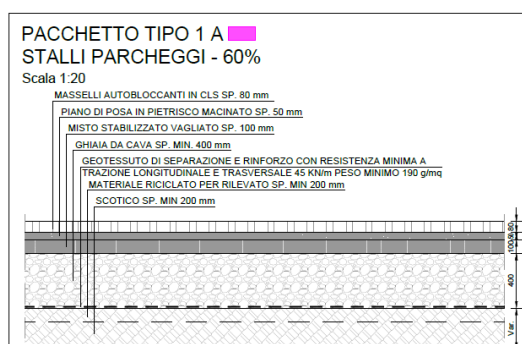 PACCHETTO TIPO 1 A
STALLI PARCHEGGI - 60%
Scala 1:20
MASSELLI AUTOBLOCCANTI IN CLS SP. 80 mm
PIANO DI POSA IN PIETRISCO MACINATO SP. 50 mm
MISTO STABILIZZATO VAGLIATO SP. 100 mm
GHIAIA DA CAVA SP. MIN. 400 mm
GEOTESSUTO DI SEPARAZIONE E RINFORZO CON RESISTENZA MINIMA A
TRAZIONE LONGITUDINALE E TRASVERSALE 45 KN/m PESO MINIMO 190 g/mq
MATERIALE RICICLATO PER RILEVATO SP. MIN 200 mm
SCOTICO SP. MIN 200 mm
80
50
100
400
Var.